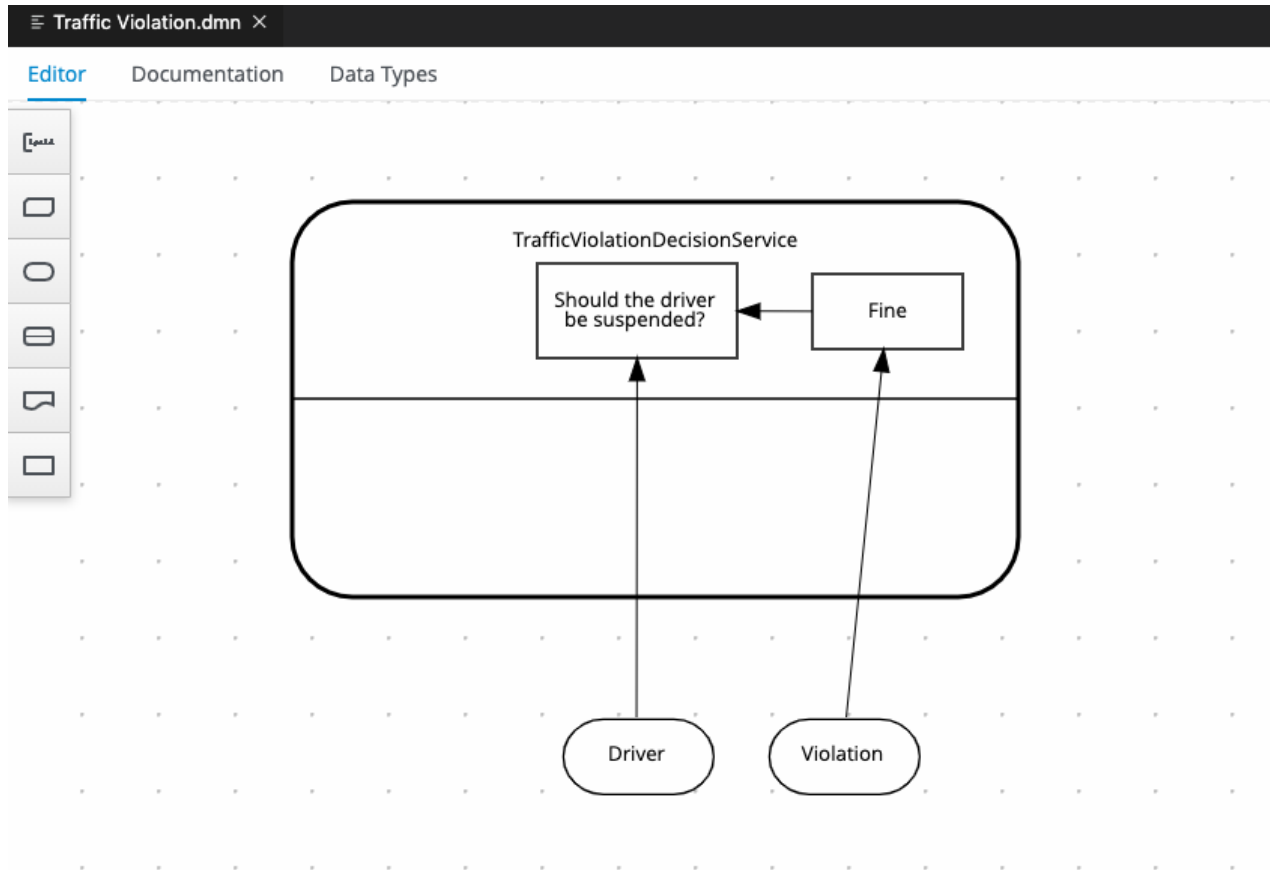 Traffic Violation.dmn
Editor Documentation Data Types
TrafficViolationDecisionService
Should the driver
be suspended?
Fine
Driver
Violation